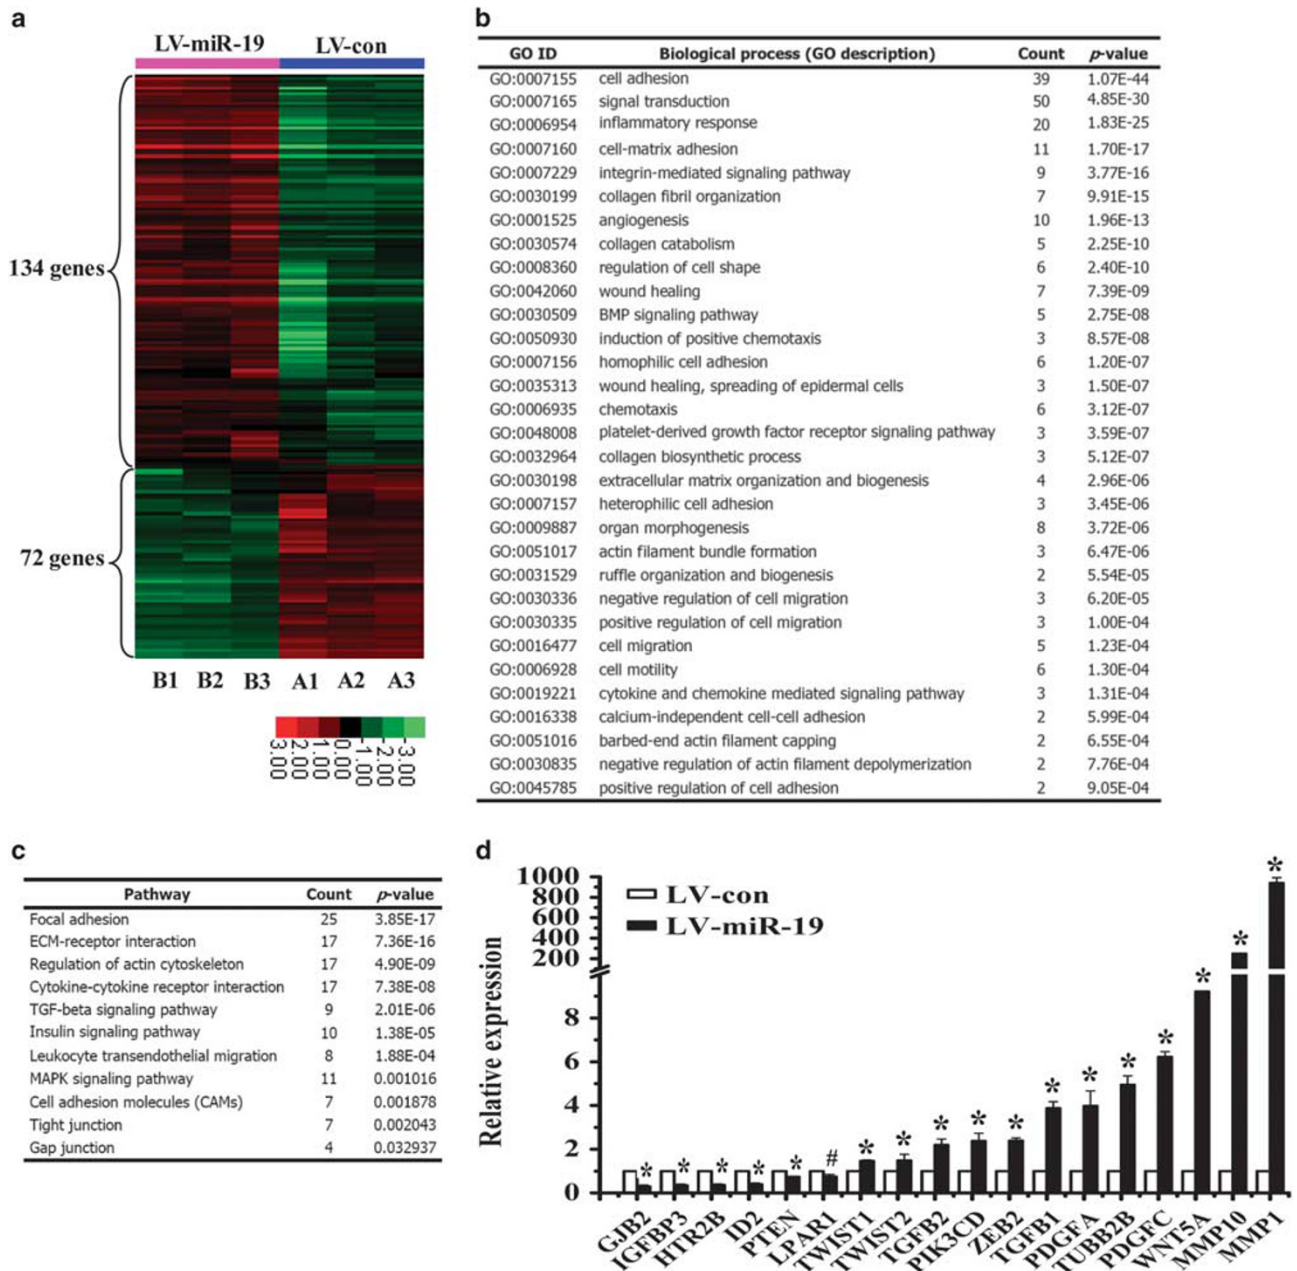 a
LV-miR-19 LV-con
134 genes
72 genes
B1 B2 B3 A1 A2 A3
3.00 2.00 1.00 0.00 -1.00 -2.00 -3.00
b
GO ID Biological process (GO description) Count p-value
GO:0007155 cell adhesion 39 1.07E-44
GO:0007165 signal transduction 50 4.85E-30
GO:0006954 inflammatory response 20 1.83E-25
GO:0007160 cell-matrix adhesion 11 1.70E-17
GO:0007229 integrin-mediated signaling pathway 9 3.77E-16
GO:0030199 collagen fibril organization 7 9.91E-15
GO:0001525 angiogenesis 10 1.96E-13
GO:0030574 collagen catabolism 5 2.25E-10
GO:0008360 regulation of cell shape 6 2.40E-10
GO:0042060 wound healing 7 7.39E-09
GO:0030509 BMP signaling pathway 5 2.75E-08
GO:0050930 induction of positive chemotaxis 3 8.57E-08
GO:0007156 homophilic cell adhesion 6 1.20E-07
GO:0035313 wound healing, spreading of epidermal cells 3 1.50E-07
GO:0006935 chemotaxis 6 3.12E-07
GO:0048008 platelet-derived growth factor receptor signaling pathway 3 3.59E-07
GO:0032964 collagen biosynthetic process 3 5.12E-07
GO:0030198 extracellular matrix organization and biogenesis 4 2.96E-06
GO:0007157 heterophilic cell adhesion 3 3.45E-06
GO:0009887 organ morphogenesis 8 3.72E-06
GO:0051017 actin filament bundle formation 3 6.47E-06
GO:0031529 ruffle organization and biogenesis 2 5.54E-05
GO:0030336 negative regulation of cell migration 3 6.20E-05
GO:0030335 positive regulation of cell migration 3 1.00E-04
GO:0016477 cell migration 5 1.23E-04
GO:0006928 cell motility 6 1.30E-04
GO:0019221 cytokine and chemokine mediated signaling pathway 3 1.31E-04
GO:0016338 calcium-independent cell-cell adhesion 2 5.99E-04
GO:0051016 barbed-end actin filament capping 2 6.55E-04
GO:0030835 negative regulation of actin filament depolymerization 2 7.76E-04
GO:0045785 positive regulation of cell adhesion 2 9.05E-04
c
Pathway Count p-value
Focal adhesion 25 3.85E-17
ECM-receptor interaction 17 7.36E-16
Regulation of actin cytoskeleton 17 4.90E-09
Cytokine-cytokine receptor interaction 17 7.38E-08
TGF-beta signaling pathway 9 2.01E-06
Insulin signaling pathway 10 1.38E-05
Leukocyte transendothelial migration 8 1.88E-04
MAPK signaling pathway 11 0.001016
Cell adhesion molecules (CAMs) 7 0.001878
Tight junction 7 0.002043
Gap junction 4 0.032937
d
Relative expression
1000
800
600
400
200
8
6
4
2
0
LV-con
LV-miR-19
* * * * * # * * * * * * * * * * * *
GJB2 IGFBP3 HTR2B ID2 PTEN LPAR1 TWIST1 TWIST2 TGFB2 PIK3CD ZEB2 TGFB1 PDGFA TUBB2B PDGFC WNT5A MMP10 MMP1